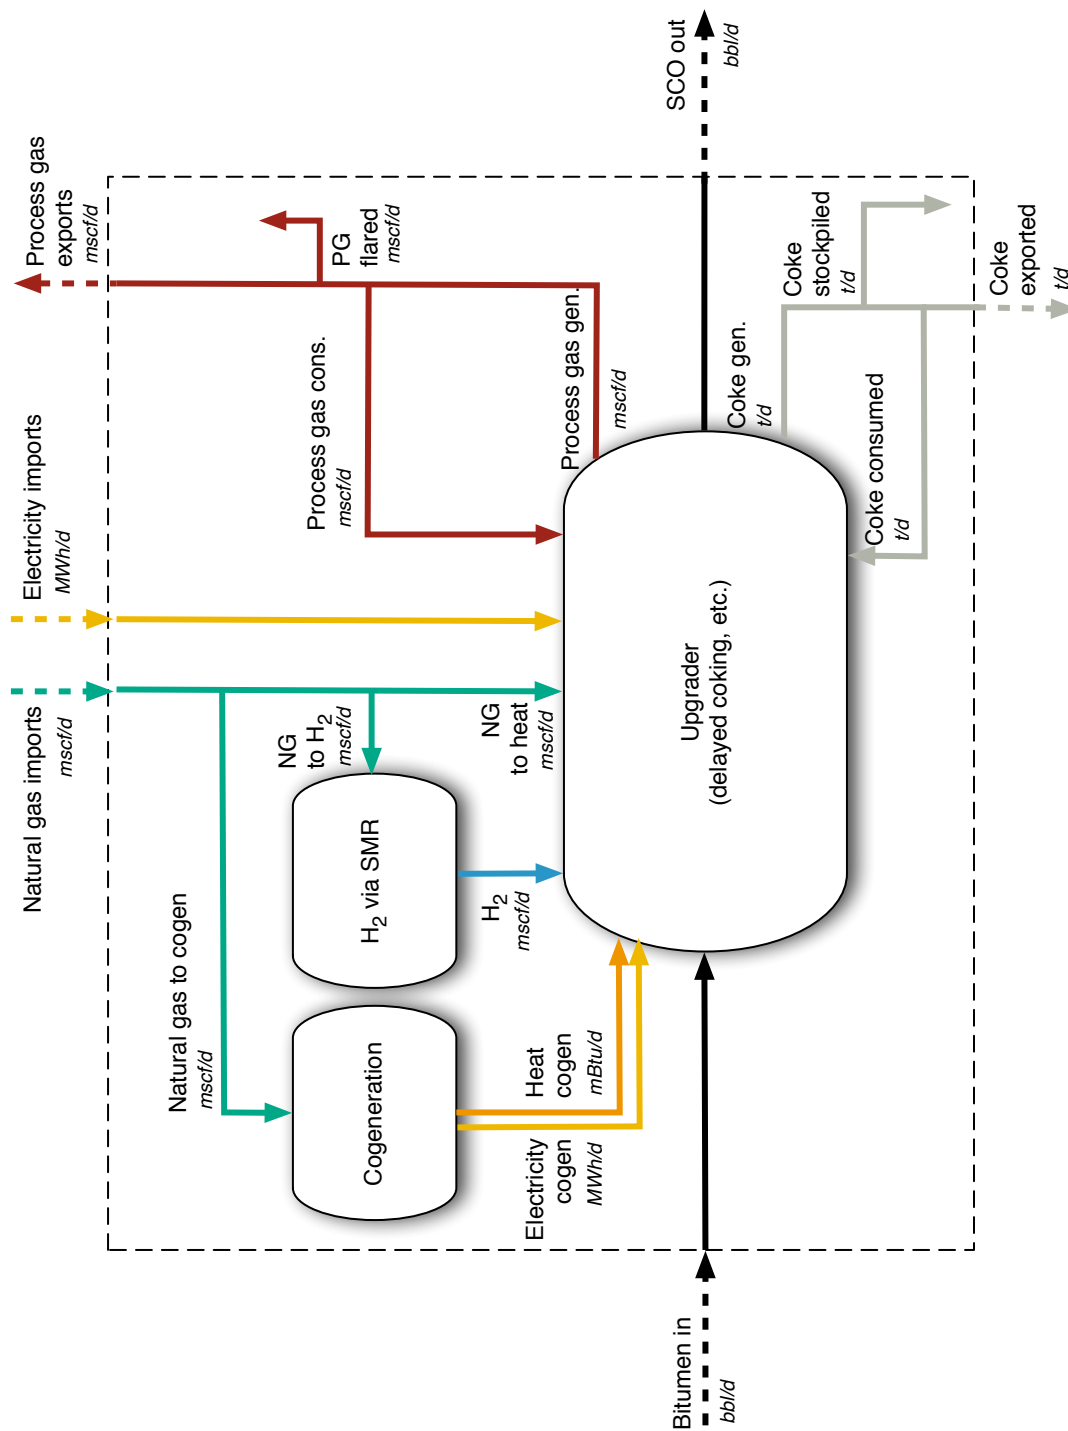 Natural gas imports
mscf/d
Electricity imports
MWh/d
Process gas
exports
mscf/d
Natural gas to cogen
mscf/d
NG
to H2
mscf/d
Process gas cons.
mscf/d
PG
flared
mscf/d
Cogeneration
H2 via SMR
Electricity
cogen
MWh/d
Heat
cogen
mBtu/d
H2
mscf/d
NG
to heat
mscf/d
Process gas gen.
mscf/d
Bitumen in
bbl/d
Upgrader
(delayed coking, etc.)
SCO out
bbl/d
Coke gen.
t/d
Coke
stockpiled
t/d
Coke consumed
t/d
Coke
exported
t/d